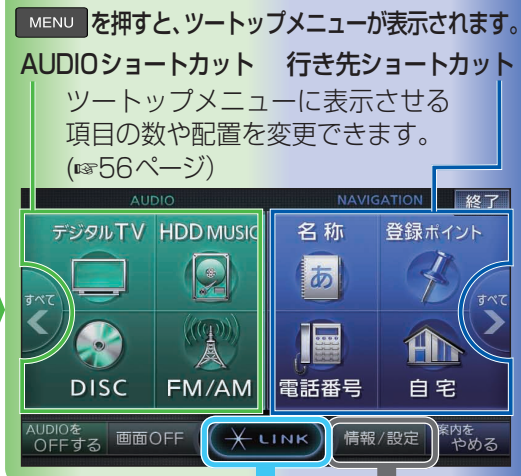 MENU を押すと、ツートップメニューが表示されます。
AUDIOショートカット 行き先ショートカット
ツートップメニューに表示させる
項目の数や配置を変更できます。
(☞56ページ)
AUDIO NAVIGATION 終了
デジタルTV HDD MUSIC 名称 登録ポイント
あ
すべて すべて
DISC FM/AM 電話番号 自宅
AUDIOを
OFFする 画面OFF LINK 情報/設定 案内を
やめる